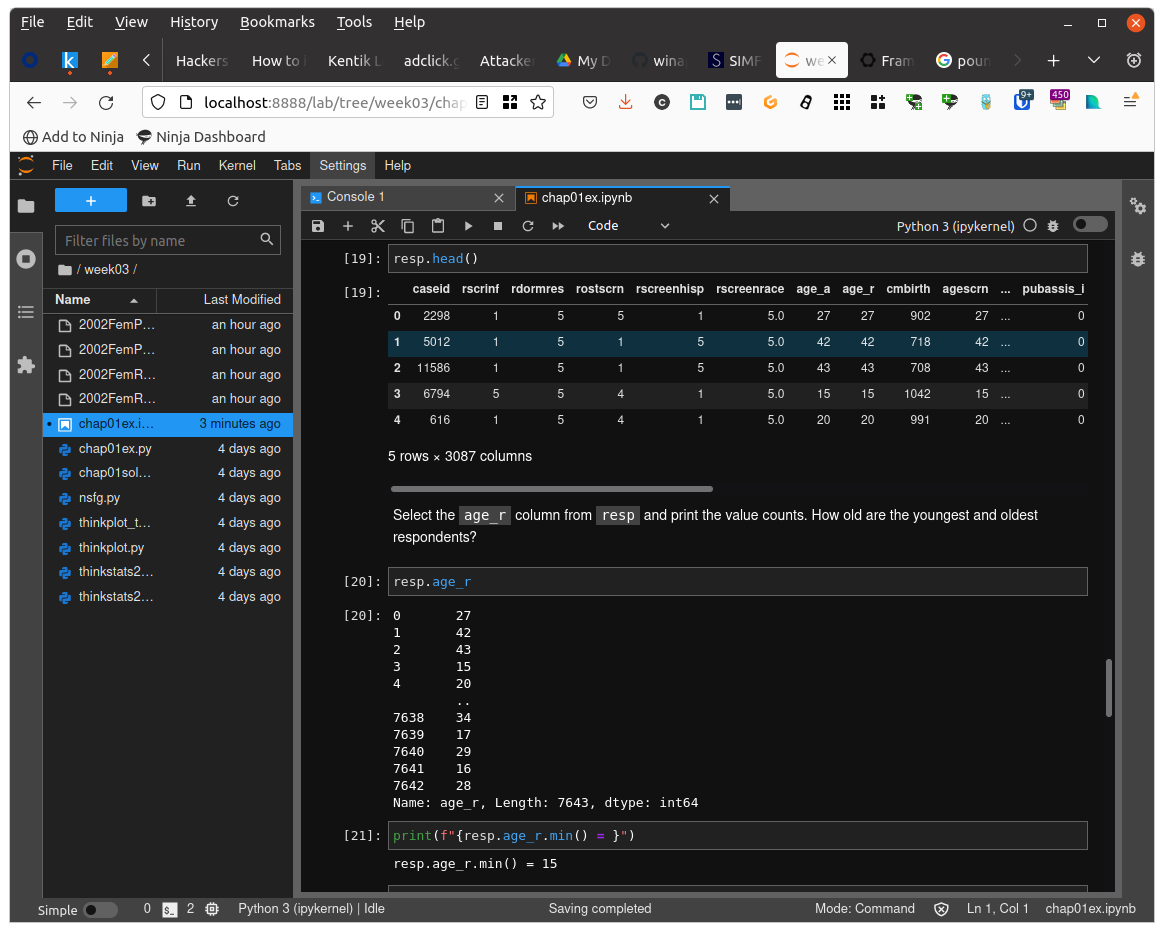 File Edit View History Bookmarks Tools Help
Hackers How to Kentik L adclick.g Attacke My D wina SIMF we Fram G poun
localhost:8888/lab/tree/week03/chap 9+ 450
Add to Ninja Ninja Dashboard
File Edit View Run Kernel Tabs Settings Help
Console 1 chap01ex.ipynb
Code Python 3 (ipykernel)
Filter files by name
/ week03 /
Name Last Modified
2002FemP… an hour ago
2002FemP… an hour ago
2002FemR… an hour ago
2002FemR… an hour ago
chap01ex.i… 3 minutes ago
chap01ex.py 4 days ago
chap01sol… 4 days ago
nsfg.py 4 days ago
thinkplot_t… 4 days ago
thinkplot.py 4 days ago
thinkstats2… 4 days ago
thinkstats2… 4 days ago
[19]: resp.head()
[19]: caseid rscrinf rdormres rostscrn rscreenhisp rscreenrace age_a age_r cmbirth agescrn ... pubassis_i
0 2298 1 5 5 1 5.0 27 27 902 27 ... 0
1 5012 1 5 1 5 5.0 42 42 718 42 ... 0
2 11586 1 5 1 5 5.0 43 43 708 43 ... 0
3 6794 5 5 4 1 5.0 15 15 1042 15 ... 0
4 616 1 5 4 1 5.0 20 20 991 20 ... 0
5 rows × 3087 columns
Select the age_r column from resp and print the value counts. How old are the youngest and oldest
respondents?
[20]: resp.age_r
[20]: 0 27
1 42
2 43
3 15
4 20
..
7638 34
7639 17
7640 29
7641 16
7642 28
Name: age_r, Length: 7643, dtype: int64
[21]: print(f"{resp.age_r.min() = }")
resp.age_r.min() = 15
Simple 0 2 Python 3 (ipykernel) | Idle Saving completed Mode: Command Ln 1, Col 1 chap01ex.ipynb